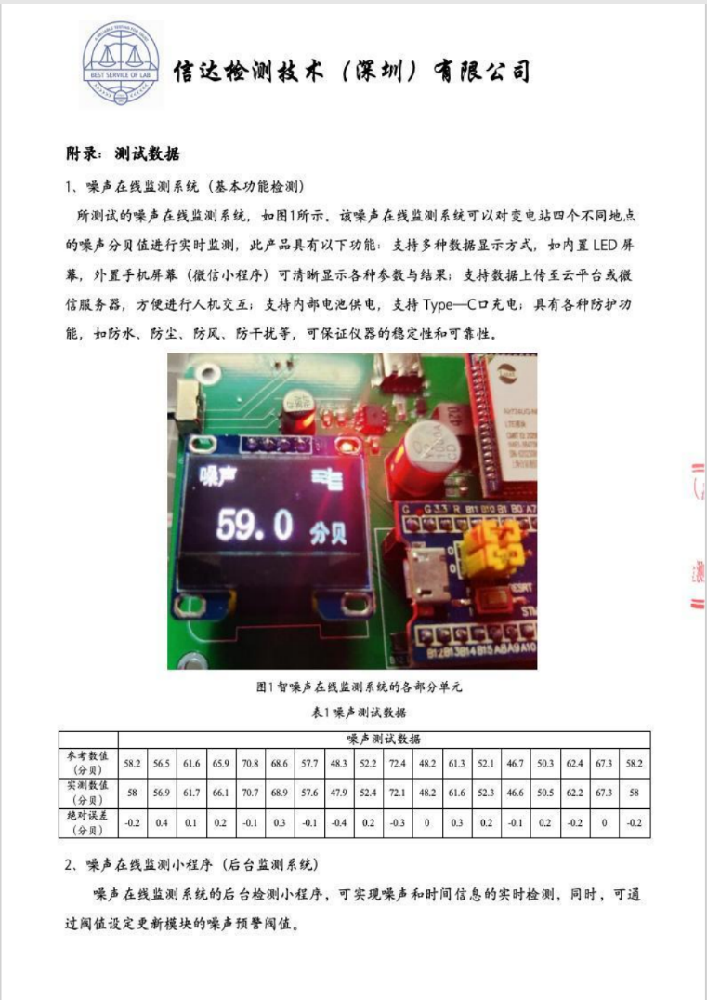 BEST SERVICE OF LAB
信达检测技术（深圳）有限公司
附录：测试数据
1、噪声在线监测系统（基本功能检测）
所测试的噪声在线监测系统，如图1所示。该噪声在线监测系统可以对变电站四个不同地点
的噪声分贝值进行实时监测，此产品具有以下功能：支持多种数据显示方式，如内置 LED 屏
幕，外置手机屏幕（微信小程序）可清晰显示各种参数与结果；支持数据上传至云平台或微
信服务器，方便进行人机交互；支持内部电池供电，支持 Type—C口充电；具有各种防护功
能，如防水、防尘、防风、防干扰等，可保证仪器的稳定性和可靠性。
噪声
59.0 分贝
G G 3.3 R B11 B10 B1 B0 A7
B12 B13 B14 B15 A8 A9 A10
图1 智噪声在线监测系统的各部分单元
表1 噪声测试数据
噪声测试数据
参考数值（分贝） 58.2 56.5 61.6 65.9 70.8 68.6 57.7 48.3 52.2 72.4 48.2 61.3 52.1 46.7 50.3 62.4 67.3 58.2
实测数值（分贝） 58 56.9 61.7 66.1 70.7 68.9 57.6 47.9 52.4 72.1 48.2 61.6 52.3 46.6 50.5 62.2 67.3 58
绝对误差（分贝） -0.2 0.4 0.1 0.2 -0.1 0.3 -0.1 -0.4 0.2 -0.3 0 0.3 0.2 -0.1 0.2 -0.2 0 -0.2
2、噪声在线监测小程序（后台监测系统）
噪声在线监测系统的后台检测小程序，可实现噪声和时间信息的实时检测，同时，可通
过阀值设定更新模块的噪声预警阀值。